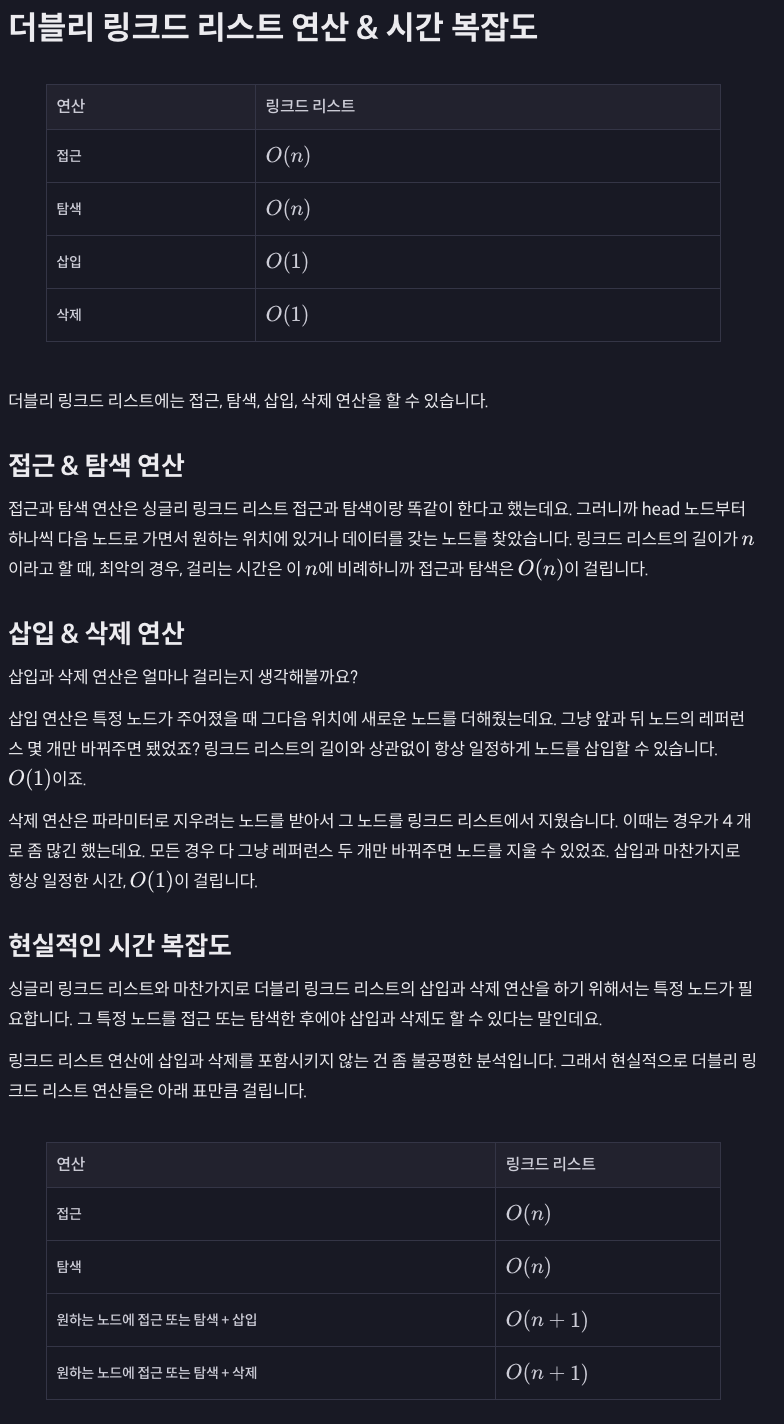 더블리 링크드 리스트 연산 & 시간 복잡도
연산 링크드 리스트
접근 O(n)
탐색 O(n)
삽입 O(1)
삭제 O(1)
더블리 링크드 리스트에는 접근, 탐색, 삽입, 삭제 연산을 할 수 있습니다.
접근 & 탐색 연산
접근과 탐색 연산은 싱글리 링크드 리스트 접근과 탐색이랑 똑같이 한다고 했는데요. 그러니까 head 노드부터
하나씩 다음 노드로 가면서 원하는 위치에 있거나 데이터를 갖는 노드를 찾았습니다. 링크드 리스트의 길이가 n
이라고 할 때, 최악의 경우, 걸리는 시간은 이 n에 비례하니까 접근과 탐색은 O(n)이 걸립니다.
삽입 & 삭제 연산
삽입과 삭제 연산은 얼마나 걸리는지 생각해볼까요?
삽입 연산은 특정 노드가 주어졌을 때 그다음 위치에 새로운 노드를 더해줬는데요. 그냥 앞과 뒤 노드의 레퍼런
스 몇 개만 바꿔주면 됐었죠? 링크드 리스트의 길이와 상관없이 항상 일정하게 노드를 삽입할 수 있습니다.
O(1)이죠.
삭제 연산은 파라미터로 지우려는 노드를 받아서 그 노드를 링크드 리스트에서 지웠습니다. 이때는 경우가 4 개
로 좀 많긴 했는데요. 모든 경우 다 그냥 레퍼런스 두 개만 바꿔주면 노드를 지울 수 있었죠. 삽입과 마찬가지로
항상 일정한 시간, O(1)이 걸립니다.
현실적인 시간 복잡도
싱글리 링크드 리스트와 마찬가지로 더블리 링크드 리스트의 삽입과 삭제 연산을 하기 위해서는 특정 노드가 필
요합니다. 그 특정 노드를 접근 또는 탐색한 후에야 삽입과 삭제도 할 수 있다는 말인데요.
링크드 리스트 연산에 삽입과 삭제를 포함시키지 않는 건 좀 불공평한 분석입니다. 그래서 현실적으로 더블리 링
크드 리스트 연산들은 아래 표만큼 걸립니다.
연산 링크드 리스트
접근 O(n)
탐색 O(n)
원하는 노드에 접근 또는 탐색 + 삽입 O(n + 1)
원하는 노드에 접근 또는 탐색 + 삭제 O(n + 1)